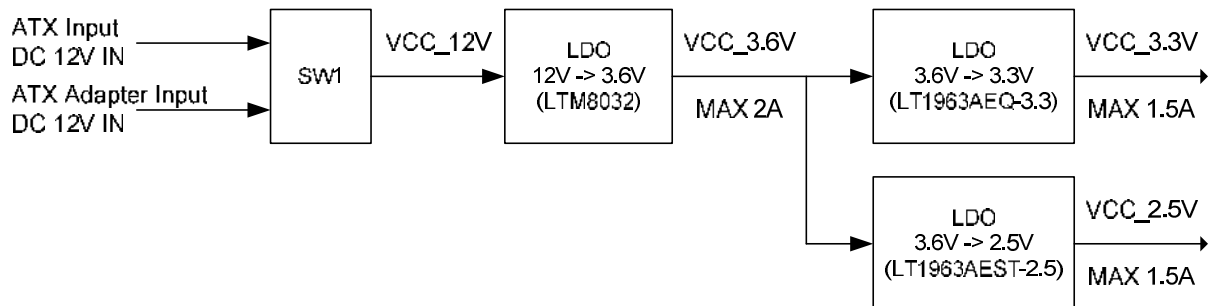 ATX Input
DC 12V IN
ATX Adapter Input
DC 12V IN
SW1
VCC_12V
LDO
12V -> 3.6V
(LTM8032)
VCC_3.6V
MAX 2A
LDO
3.6V -> 3.3V
(LT1963AEQ-3.3)
VCC_3.3V
MAX 1.5A
LDO
3.6V -> 2.5V
(LT1963AEST-2.5)
VCC_2.5V
MAX 1.5A